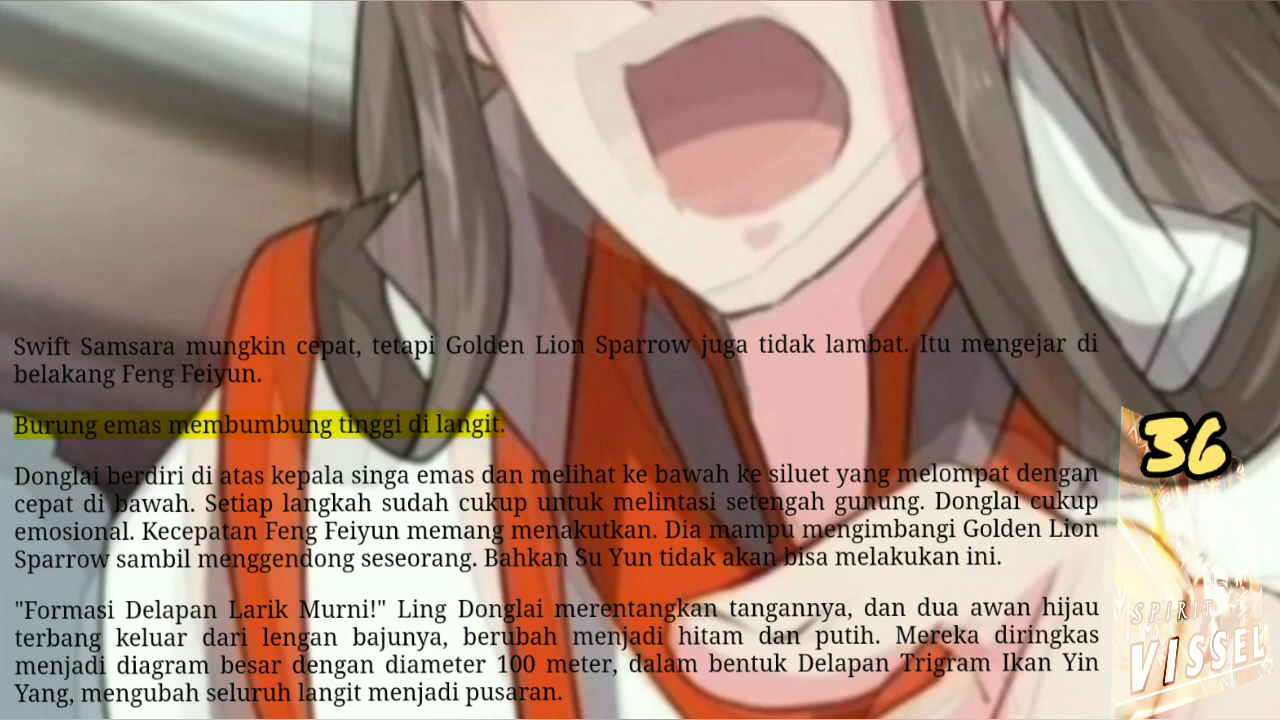 Swift Samsara mungkin cepat, tetapi Golden Lion Sparrow juga tidak lambat. Itu mengejar di
belakang Feng Feiyun.
Burung emas membumbung tinggi di langit.
Donglai berdiri di atas kepala singa emas dan melihat ke bawah ke siluet yang melompat dengan
cepat di bawah. Setiap langkah sudah cukup untuk melintasi setengah gunung. Donglai cukup
emosional. Kecepatan Feng Feiyun memang menakutkan. Dia mampu mengimbangi Golden Lion
Sparrow sambil menggendong seseorang. Bahkan Su Yun tidak akan bisa melakukan ini.
"Formasi Delapan Larik Murni!" Ling Donglai merentangkan tangannya, dan dua awan hijau
terbang keluar dari lengan bajunya, berubah menjadi hitam dan putih. Mereka diringkas
menjadi diagram besar dengan diameter 100 meter, dalam bentuk Delapan Trigram Ikan Yin
Yang, mengubah seluruh langit menjadi pusaran.
36
SPIRIT
VISSEL